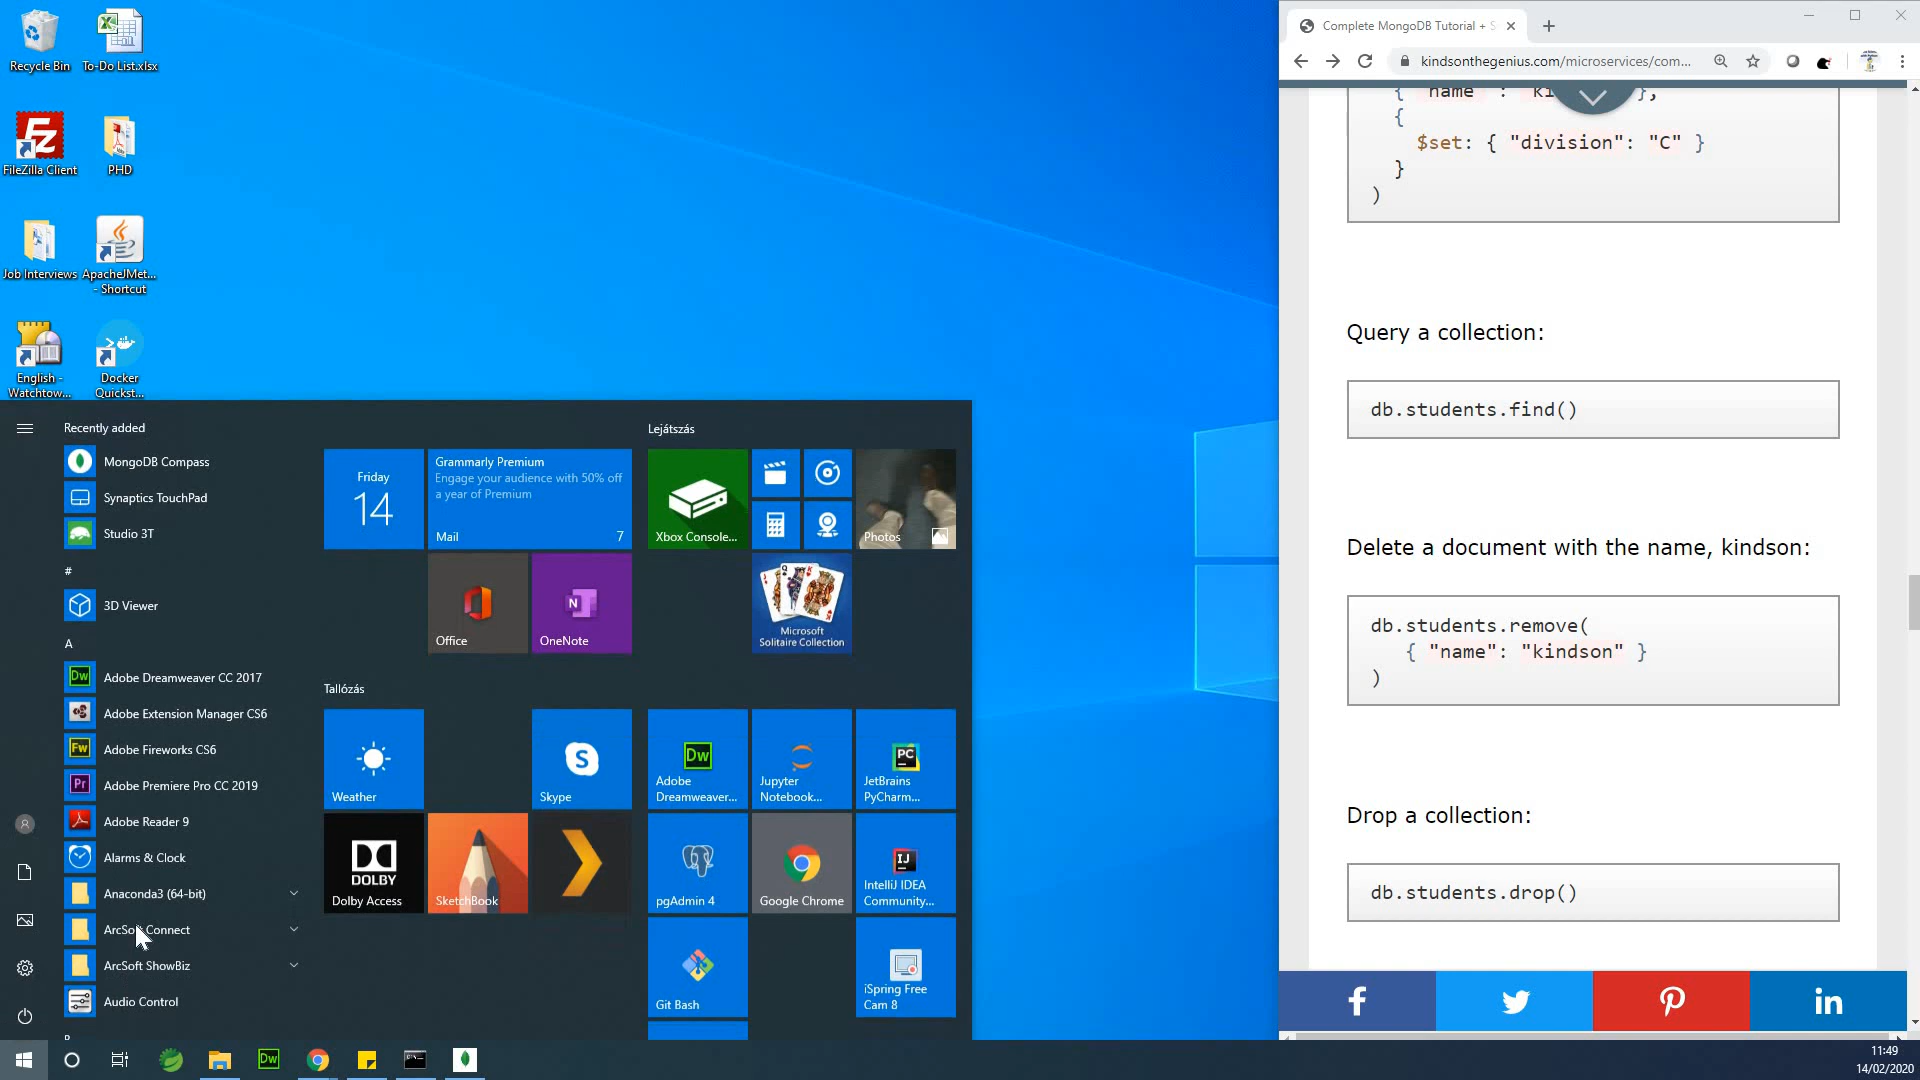 Recycle Bin
To-Do List.xlsx
FileZilla Client
PHD
Job Interviews
ApacheJMet...
- Shortcut
English -
Watchtow...
Docker
Quickst...
Recently added
MongoDB Compass
Synaptics TouchPad
Studio 3T
#
3D Viewer
A
Adobe Dreamweaver CC 2017
Adobe Extension Manager CS6
Adobe Fireworks CS6
Adobe Premiere Pro CC 2019
Adobe Reader 9
Alarms & Clock
Anaconda3 (64-bit)
ArcSoft Connect
ArcSoft ShowBiz
Audio Control
Friday
14
Grammarly Premium
Engage your audience with 50% off
a year of Premium
Mail 7
Office
OneNote
Lejátszás
Xbox Console...
Photos
Microsoft
Solitaire Collection
Tallózás
Weather
Skype
DOLBY
Dolby Access
SketchBook
Dw
Adobe
Dreamweaver...
Jupyter
Notebook...
PC
JetBrains
PyCharm...
pgAdmin 4
Google Chrome
IJ
IntelliJ IDEA
Community...
Git Bash
iSpring Free
Cam 8
Complete MongoDB Tutorial + S
kindsonthegenius.com/microservices/com...
{ "name" : "ki },
{
$set: { "division": "C" }
}
)
Query a collection:
db.students.find()
Delete a document with the name, kindson:
db.students.remove(
{ "name": "kindson" }
)
Drop a collection:
db.students.drop()
11:49
14/02/2020